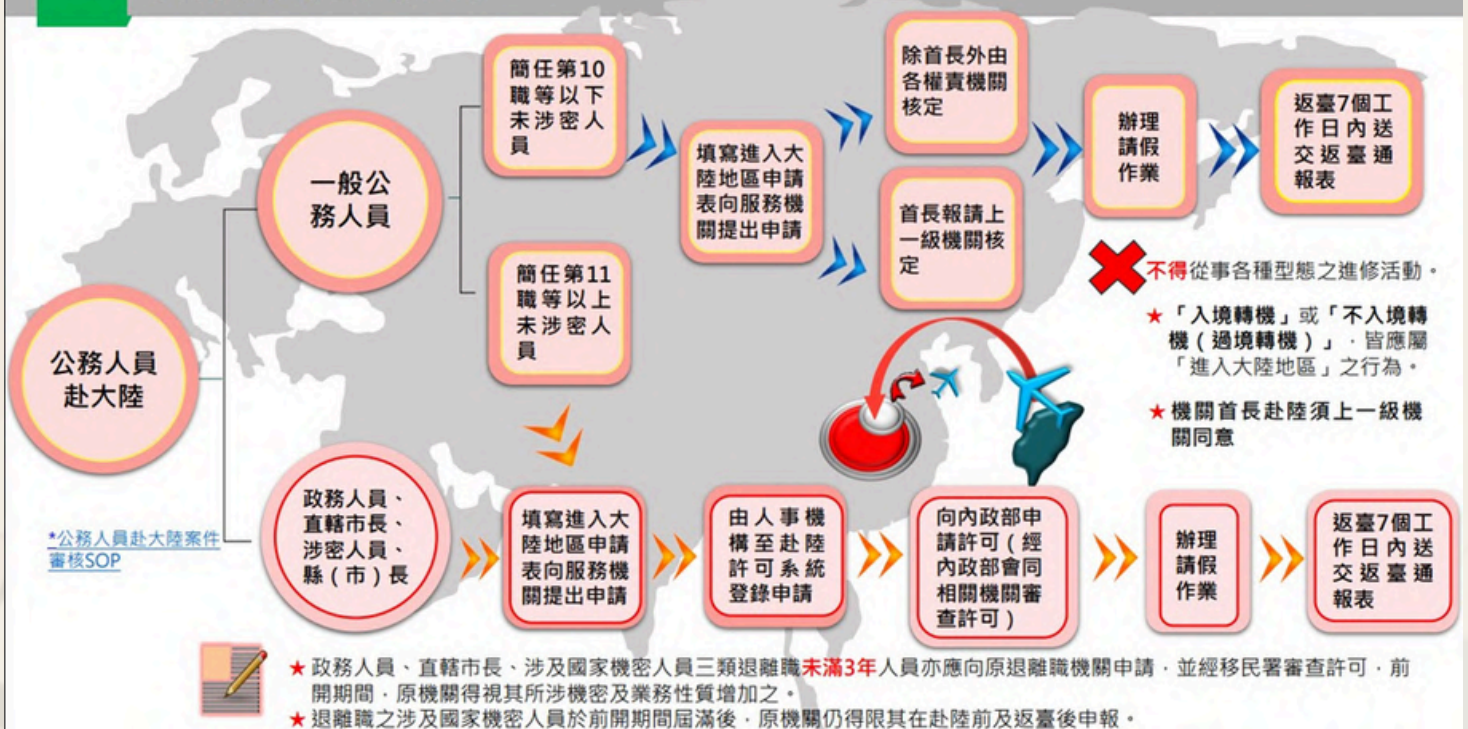 公務人員
赴大陸
*公務人員赴大陸案件
審核SOP
一般公
務人員
簡任第10
職等以下
未涉密人
員
填寫進入大
陸地區申請
表向服務機
關提出申請
除首長外由
各權責機關
核定
首長報請上
一級機關核
定
辦理
請假
作業
返臺7個工
作日內送
交返臺通
報表
簡任第11
職等以上
未涉密人
員
不得從事各種型態之進修活動。
★「入境轉機」或「不入境轉
機(過境轉機)」,皆應屬
「進入大陸地區」之行為。
★機關首長赴陸須上一級機
關同意
政務人員、
直轄市長、
涉密人員、
縣(市)長
填寫進入大
陸地區申請
表向服務機
關提出申請
由人事機
構至赴陸
許可系統
登錄申請
向內政部申
請許可(經
內政部會同
相關機關審
查許可)
辦理
請假
作業
返臺7個工
作日內送
交返臺通
報表
★政務人員、直轄市長、涉及國家機密人員三類退離職未滿3年人員亦應向原退離職機關申請,並經移民署審查許可,前
開期間,原機關得視其所涉機密及業務性質增加之。
★退離職之涉及國家機密人員於前開期間屆滿後,原機關仍得限其在赴陸前及返臺後申報。